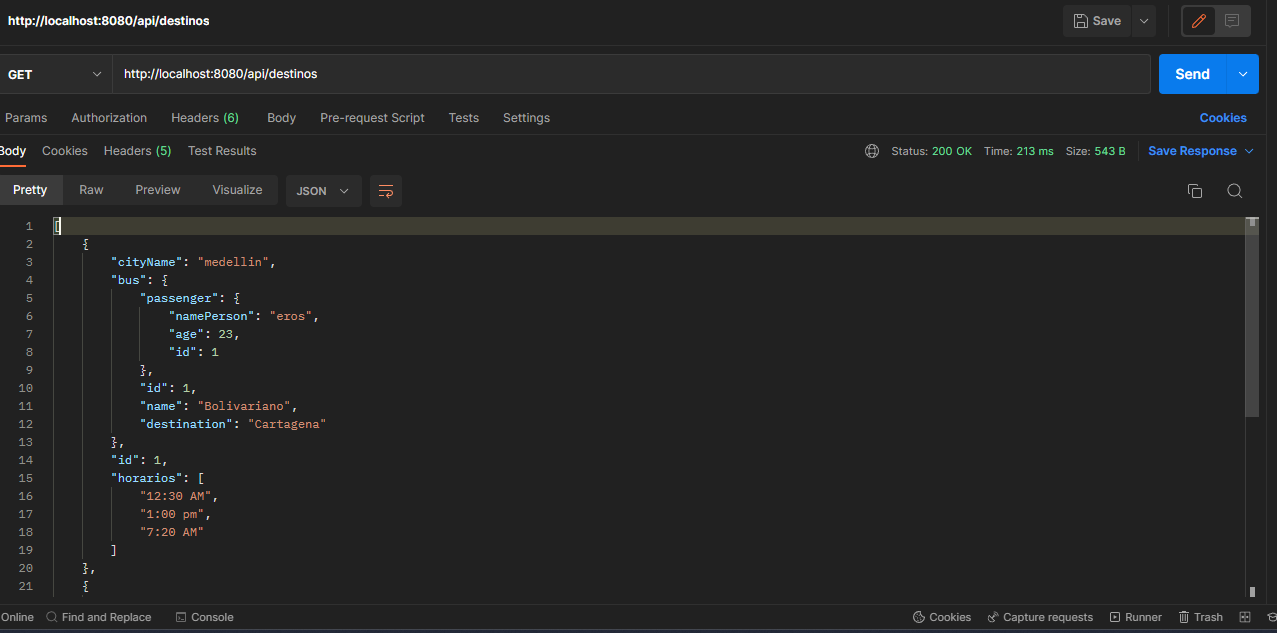 http://localhost:8080/api/destinos
Save
GET
http://localhost:8080/api/destinos
Send
Params Authorization Headers (6) Body Pre-request Script Tests Settings Cookies
Body Cookies Headers (5) Test Results Status: 200 OK Time: 213 ms Size: 543 B Save Response
Pretty Raw Preview Visualize JSON
1 [
2 {
3 "cityName": "medellin",
4 "bus": {
5 "passenger": {
6 "namePerson": "eros",
7 "age": 23,
8 "id": 1
9 },
10 "id": 1,
11 "name": "Bolivariano",
12 "destination": "Cartagena"
13 },
14 "id": 1,
15 "horarios": [
16 "12:30 AM",
17 "1:00 pm",
18 "7:20 AM"
19 ]
20 },
21 {
Online Find and Replace Console Cookies Capture requests Runner Trash